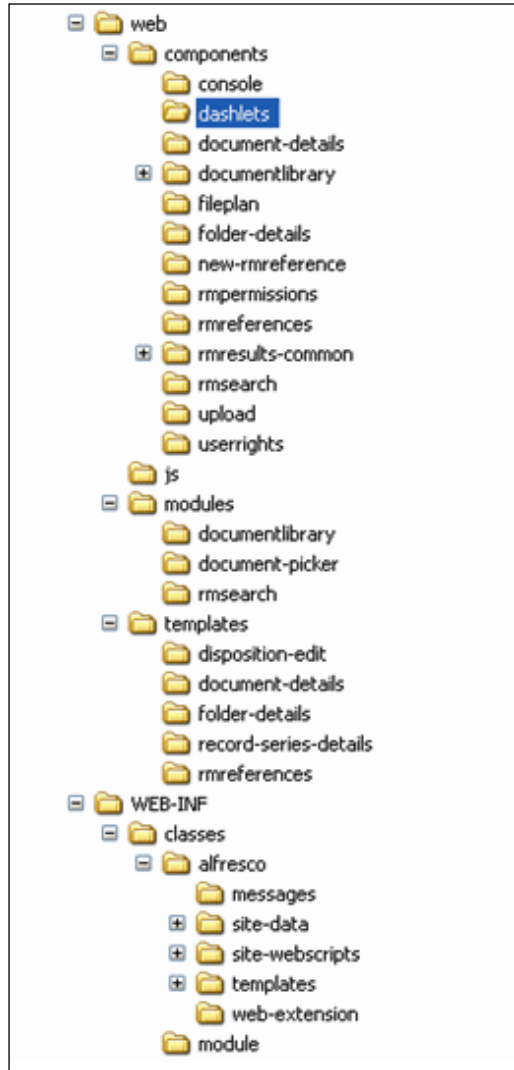 web
components
console
dashlets
document-details
documentlibrary
fileplan
folder-details
new-rmreference
rmpermissions
rmreferences
rmresults-common
rmsearch
upload
userrights
js
modules
documentlibrary
document-picker
rmsearch
templates
disposition-edit
document-details
folder-details
record-series-details
rmreferences
WEB-INF
classes
alfresco
messages
site-data
site-webscripts
templates
web-extension
module